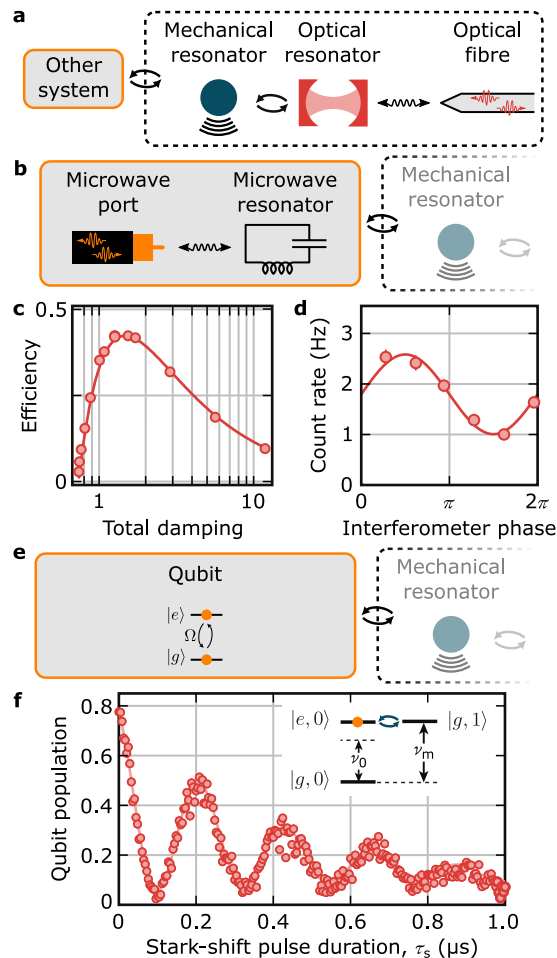 a
Mechanical
resonator
Optical
resonator
Optical
fibre
Other
system
b
Microwave
port
Microwave
resonator
Mechanical
resonator
c
0.5
Efficiency
0
1
10
Total damping
d
3
2
1
0
Count rate (Hz)
0
π
2π
Interferometer phase
e
Qubit
|e⟩
Ω
|g⟩
Mechanical
resonator
f
0.8
0.6
0.4
0.2
0
Qubit population
|e, 0⟩
|g, 1⟩
ν0
νm
|g, 0⟩
0
0.2
0.4
0.6
0.8
1.0
Stark-shift pulse duration, τs (μs)